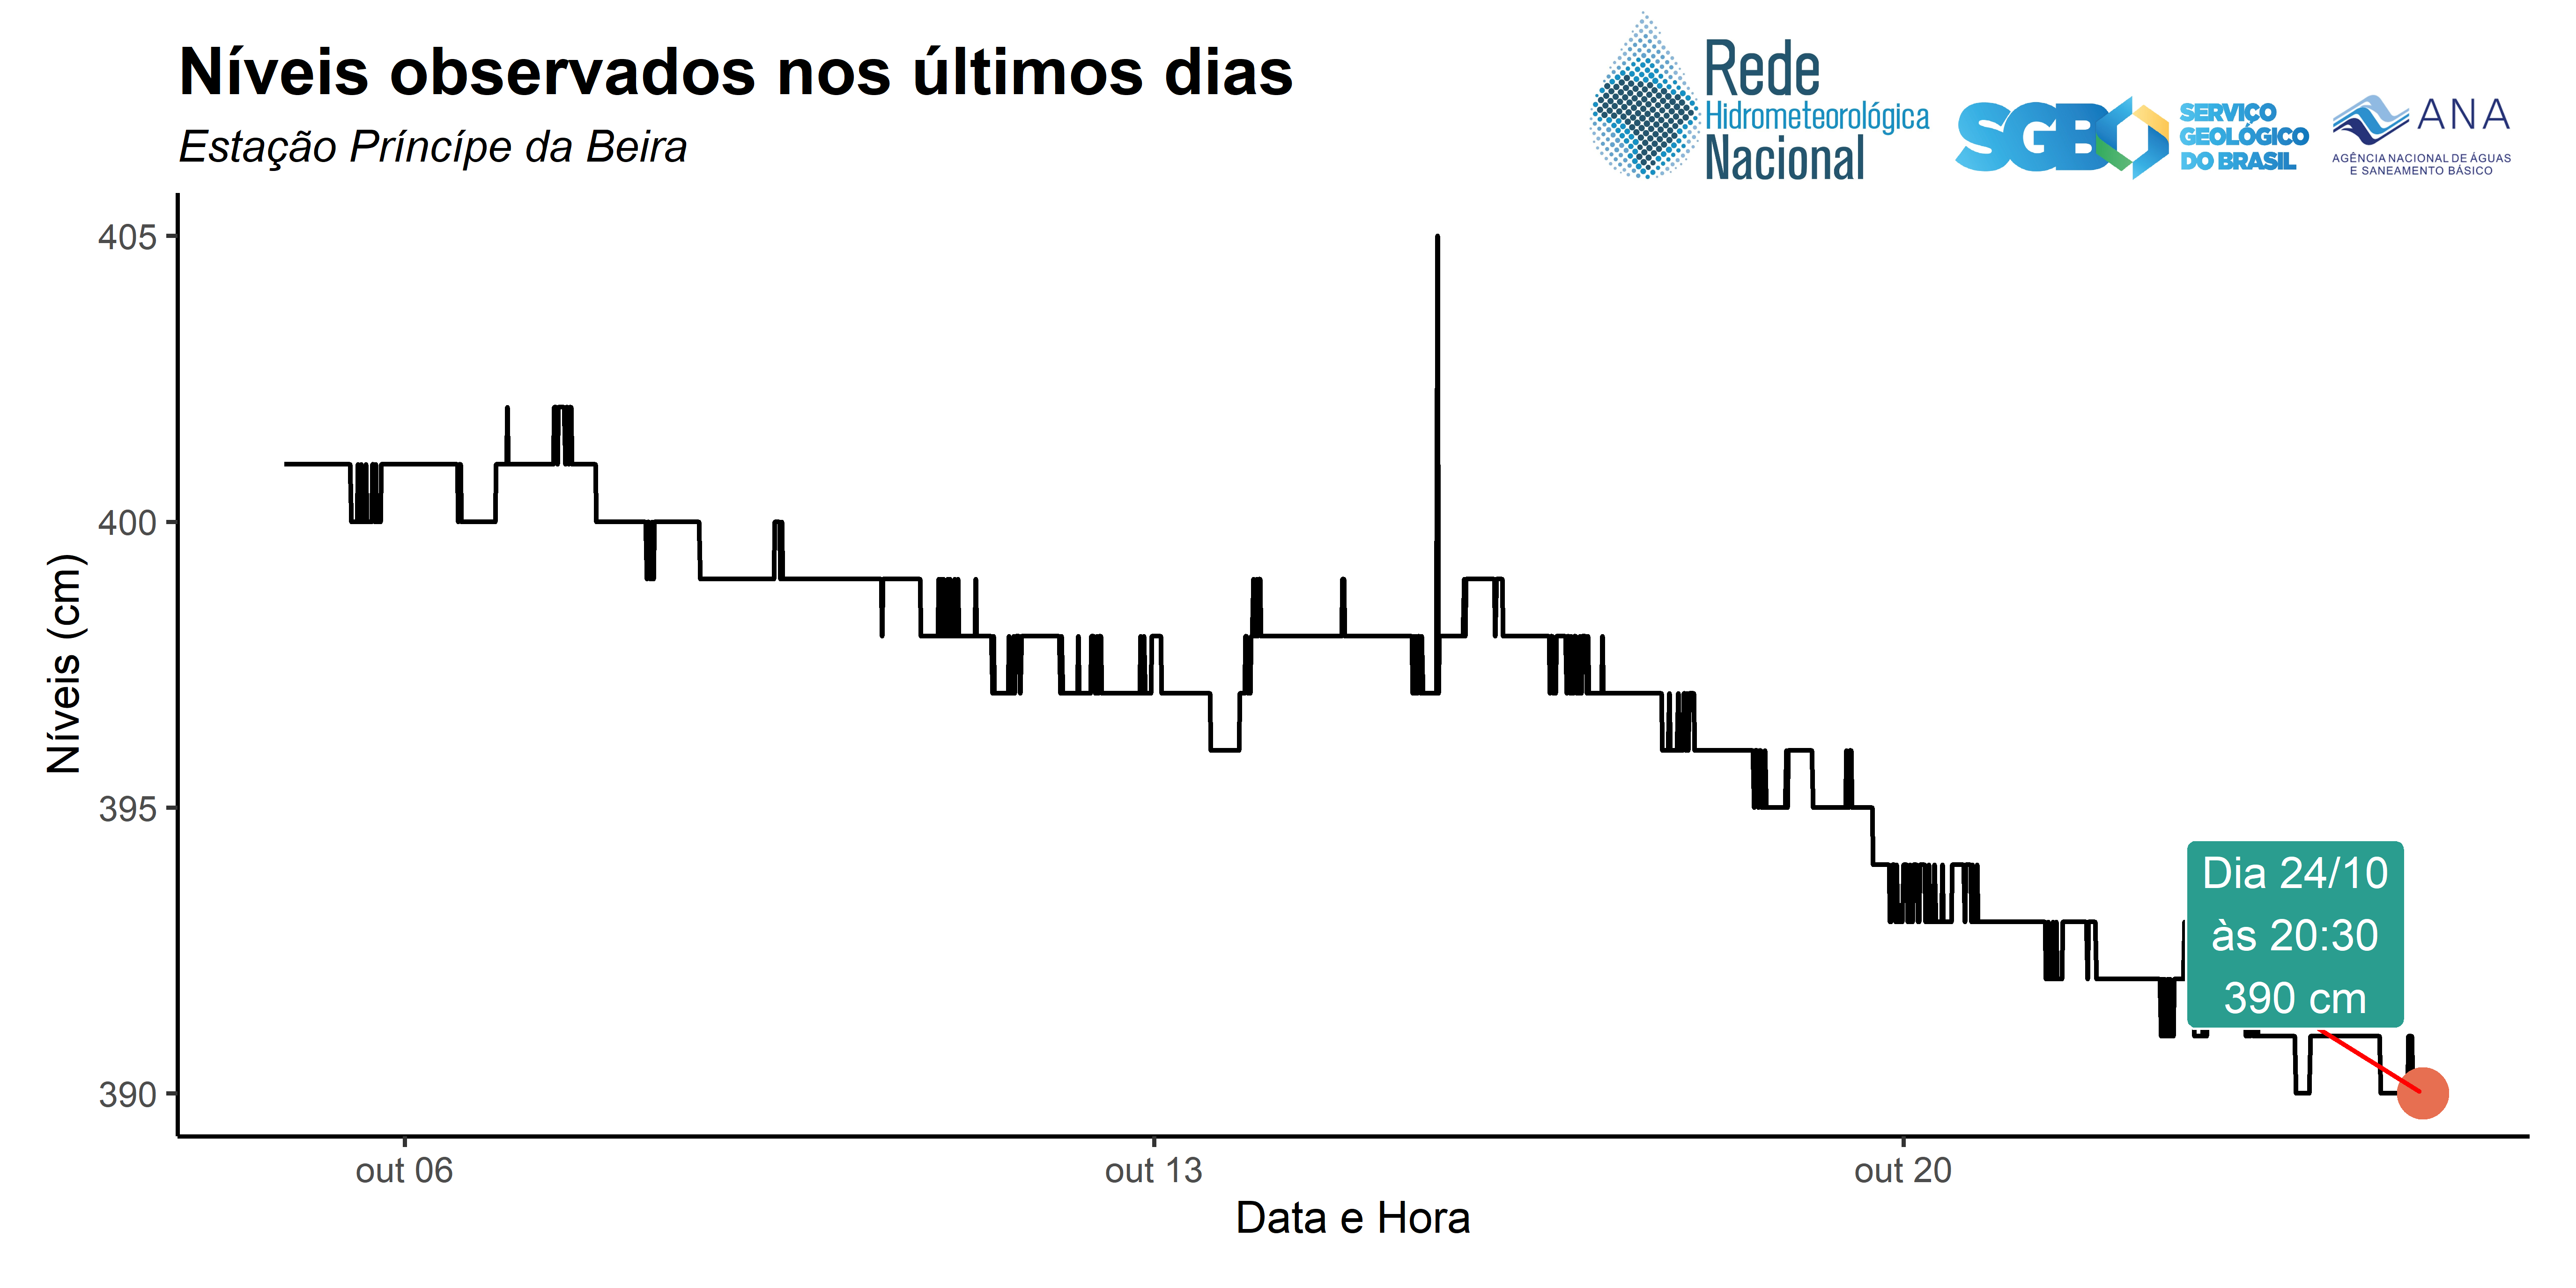 Níveis observados nos últimos dias
Estação Príncípe da Beira
Rede
Hidrometeorológica
Nacional
SGB
SERVIÇO
GEOLÓGICO
DO BRASIL
ANA
AGÊNCIA NACIONAL DE ÁGUAS
E SANEAMENTO BÁSICO
Níveis (cm)
405
400
395
390
Dia 24/10
às 20:30
390 cm
out 06
out 13
out 20
Data e Hora